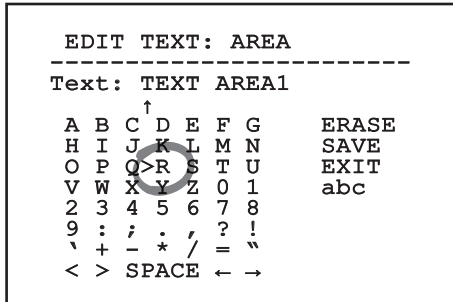 EDIT TEXT: AREA
------------------------
Text: TEXT AREA1
↑
A B C D E F G ERASE
H I J K L M N SAVE
O P Q>R S T U EXIT
V W X Y Z 0 1 abc
2 3 4 5 6 7 8
9 : ; . , ? !
‵ + - * / = ‶
< > SPACE ← →